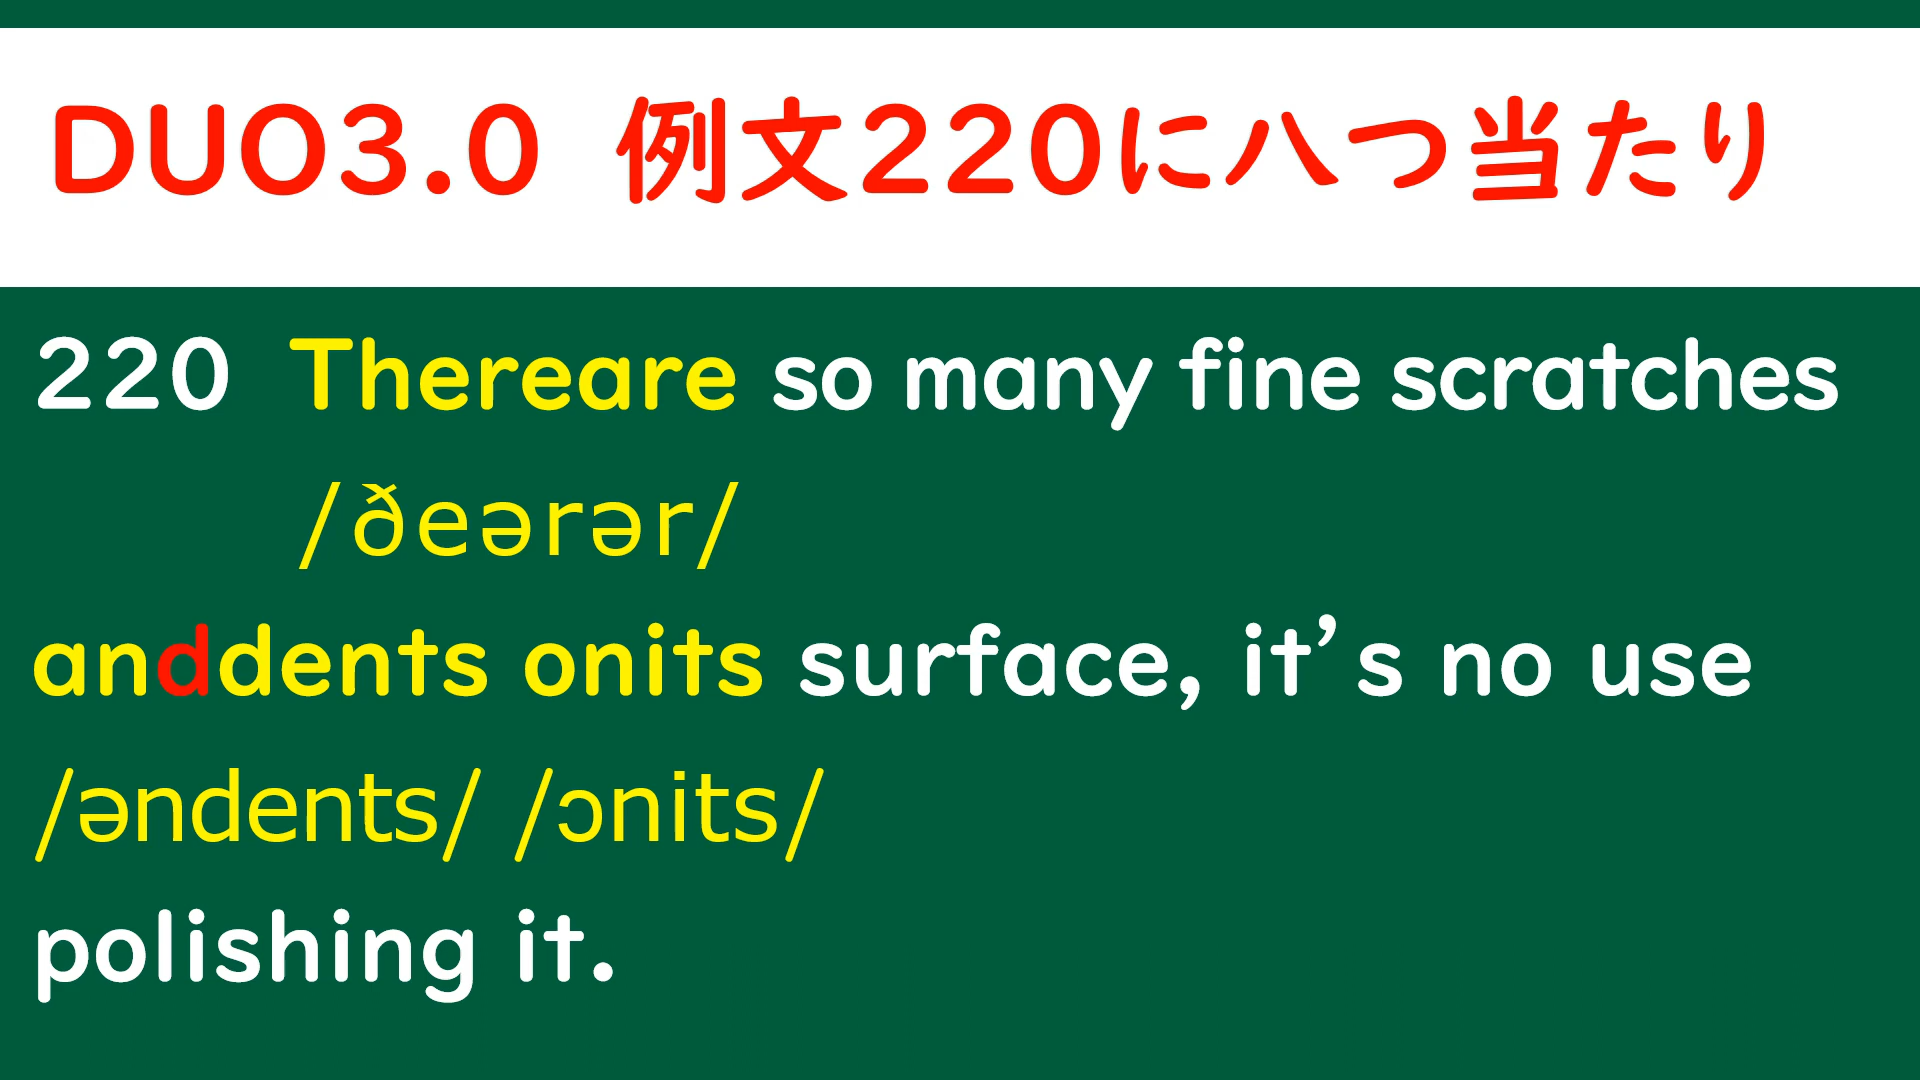 DUO3.0 例文220に八つ当たり
220 Thereare so many fine scratches
/ðeərər/
anddents onits surface, it’s no use
/əndents/ /ɔnits/
polishing it.